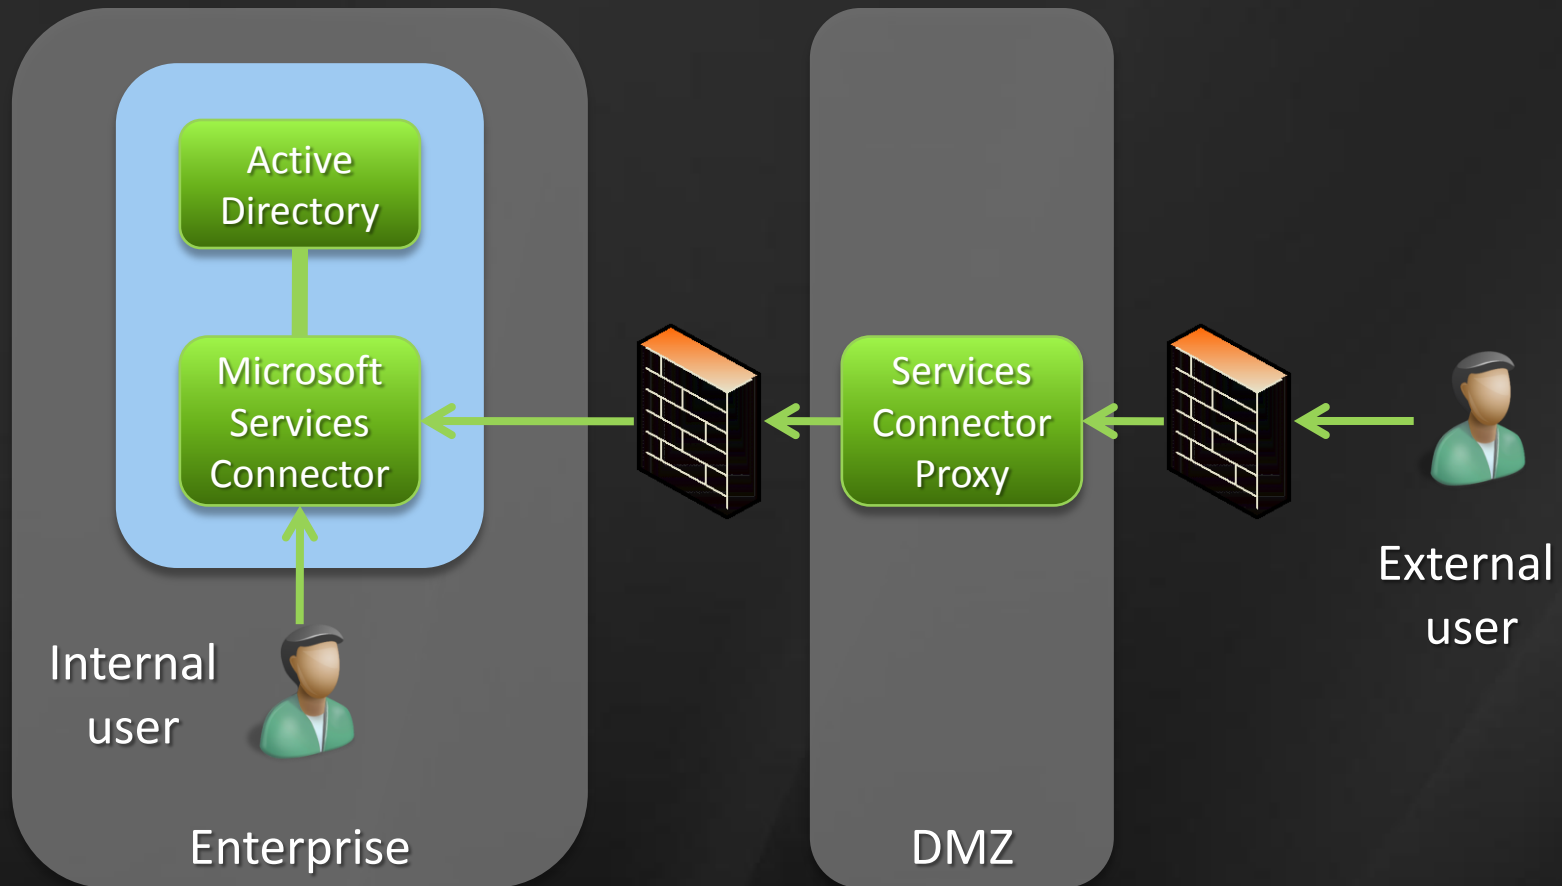 Active
Directory
Microsoft
Services
Connector
Services
Connector
Proxy
External
user
Internal
user
Enterprise
DMZ